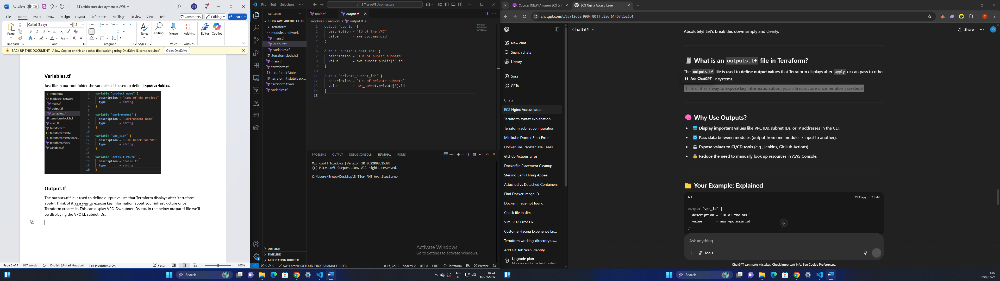 AutoSave Off 3T architecture deployment to AWS SN
File Home Insert Draw Design Layout References Mailings Review View Help Comments Editing Share
Calibri (Body) 12
Paste Styles Editing Dictate Add-ins Editor Copilot
Clipboard Font Paragraph Styles Voice Add-ins
BACK UP THIS DOCUMENT Allow Copilot on this and other files backing using OneDrive (License required). Open OneDrive
Variables.tf
Just like in our root folder the variables.tf is used to define input variables.
.terraform
modules\network
main.tf
output.tf
variables.tf
.terraform.lock.hcl
main.tf
terraform.tf
terraform.tfstate
terraform.tfstate.back...
terraform.tfvars
variables.tf
1 variable "project_name" {
2 description = "Name of the project"
3 type = string
4 }
5
6 variable "environment" {
7 description = "Environment name"
8 type = string
9 }
10
11 variable "vpc_cidr" {
12 description = "CIDR block for VPC"
13 type = string
14 }
15
16 variable "default-route" {
17 description = "default"
18 type = string
19 }
Output.tf
The outputs.tf file is used to define output values that Terraform displays after ‘terraform
apply’. Think of it as a way to expose key information about your infrastructure once
Terraform creates it. This can display VPC IDs, subnet IDs etc. In the below output.tf file we’ll
be displaying the VPC id, subnet IDs.
Page 6 of 7 817 words English (United Kingdom) Text Predictions: On Focus 100%
File Edit Selection ... 3 Tier AWS Architecture
EXPLORER
3 TIER AWS ARCHITECTURE
.terraform
modules\network
main.tf
output.tf
variables.tf
.terraform.lock.hcl
main.tf
terraform.tf
terraform.tfstate
terraform.tfstate.back...
terraform.tfvars
variables.tf
OUTLINE
TIMELINE
APPLICATION BUILDER
aws
main.tf output.tf
modules > network > output.tf > ...
1 output "vpc_id" {
2 description = "ID of the VPC"
3 value = aws_vpc.main.id
4 }
5
6 output "public_subnet_ids" {
7 description = "IDs of public subnets"
8 value = aws_subnet.public[*].id
9 }
10
11 output "private_subnet_ids" {
12 description = "IDs of private subnets"
13 value = aws_subnet.private[*].id
14 }
15
PROBLEMS OUTPUT DEBUG CONSOLE TERMINAL PORTS cmd
Microsoft Windows [Version 10.0.22000.2538]
(c) Microsoft Corporation. All rights reserved.
C:\Users\Brooo\Desktop\3 Tier AWS Architecture>
Activate Windows
Go to Settings to activate Windows.
0 0 AWS: profile:SJCLOUD-PROGRAMMATIC-USER Ln 15, Col 1 Spaces: 2 UTF-8 CRLF {} Terraform Prettier
Search
ENG
UK
18:02
11/07/2025
Course: [NEW] Amazon ECS & ECS Nginx Access Issue
chatgpt.com/c/68712d62-9984-8011-a356-61407f2e26c4
New chat
Search chats
Library
Sora
GPTs
Chats
ECS Nginx Access Issue
Terraform syntax explanation
Terraform subnet configuration
Minikube Docker Start Error
Docker File Transfer Use Cases
GitHub Actions Error
Dockerfile Placement Cleanup
Sterling Bank Hiring Appeal
Attached vs Detached Containers
Find Docker Image ID
Docker image not found
Check file in dirs
Vim E212 Error Fix
Customer-facing Experience En...
Terraform working-directory us...
Add GitHub Web Identity
Upgrade plan
More access to the best models
ChatGPT Share JO
Absolutely! Let's break this down simply and clearly.
What is an outputs.tf file in Terraform?
The outputs.tf file is used to define output values that Terraform displays after apply or can pass to other
Ask ChatGPT or systems.
Think of it as a way to expose key information about your infrastructure once Terraform creates it.
Why Use Outputs?
Display important values like VPC IDs, subnet IDs, or IP addresses in the CLI.
Pass data between modules (output from one module → input to another).
Expose values to CI/CD tools (e.g., Jenkins, GitHub Actions).
Reduce the need to manually look up resources in AWS Console.
Your Example: Explained
hcl Copy Edit
output "vpc_id" {
description = "ID of the VPC"
value = aws_vpc.main.id
}
Ask anything
Tools
ChatGPT can make mistakes. Check important info. See Cookie Preferences.
Search
18:02
11/07/2025